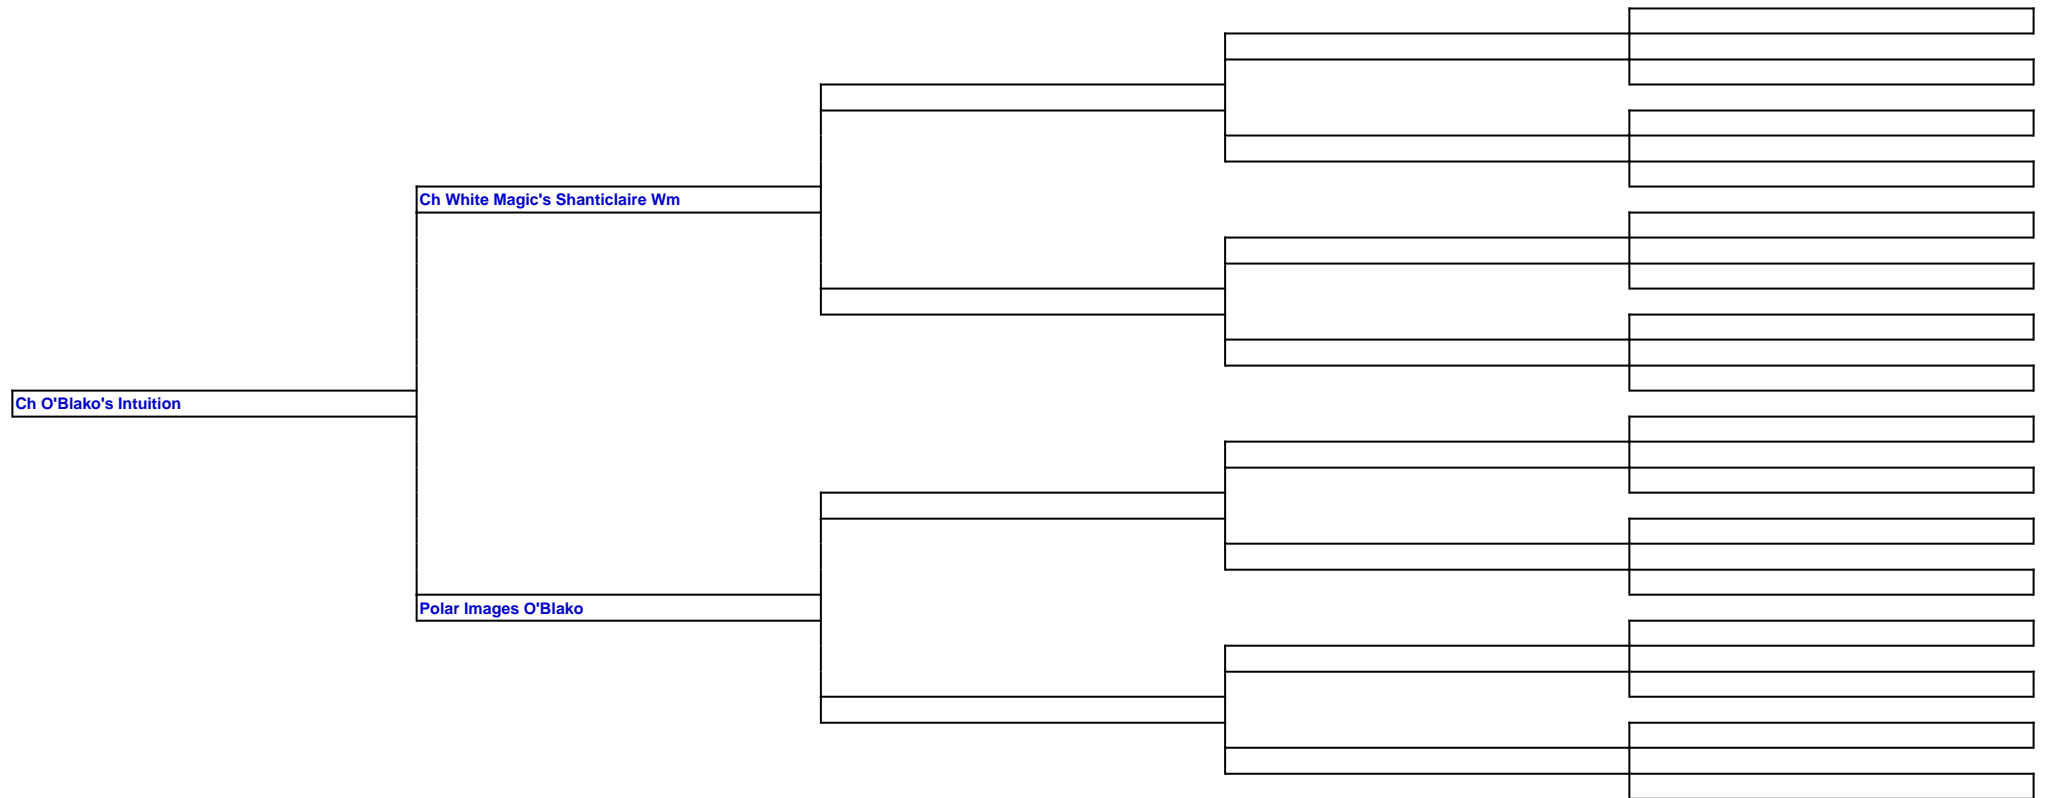 Ch White Magic's Shanticlaire Wm
Ch O'Blako's Intuition
Polar Images O'Blako